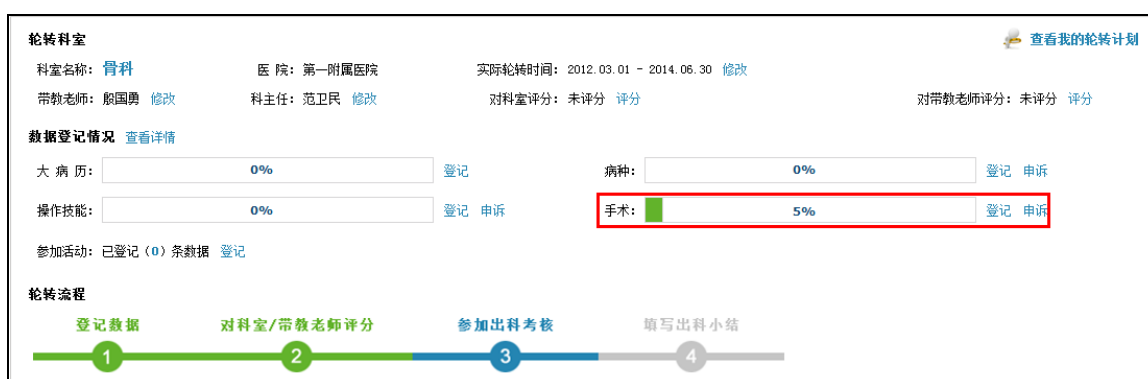 轮转科室 查看我的轮转计划
科室名称：骨科 医 院：第一附属医院 实际轮转时间：2012.03.01 - 2014.06.30 修改
带教老师：殷国勇 修改 科主任：范卫民 修改 对科室评分：未评分 评分 对带教老师评分：未评分 评分
数据登记情况 查看详情
大 病 历： 0% 登记 病种： 0% 登记 申诉
操作技能： 0% 登记 申诉 手术： 5% 登记 申诉
参加活动：已登记（0）条数据 登记
轮转流程
登记数据 对科室/带教老师评分 参加出科考核 填写出科小结
1 2 3 4